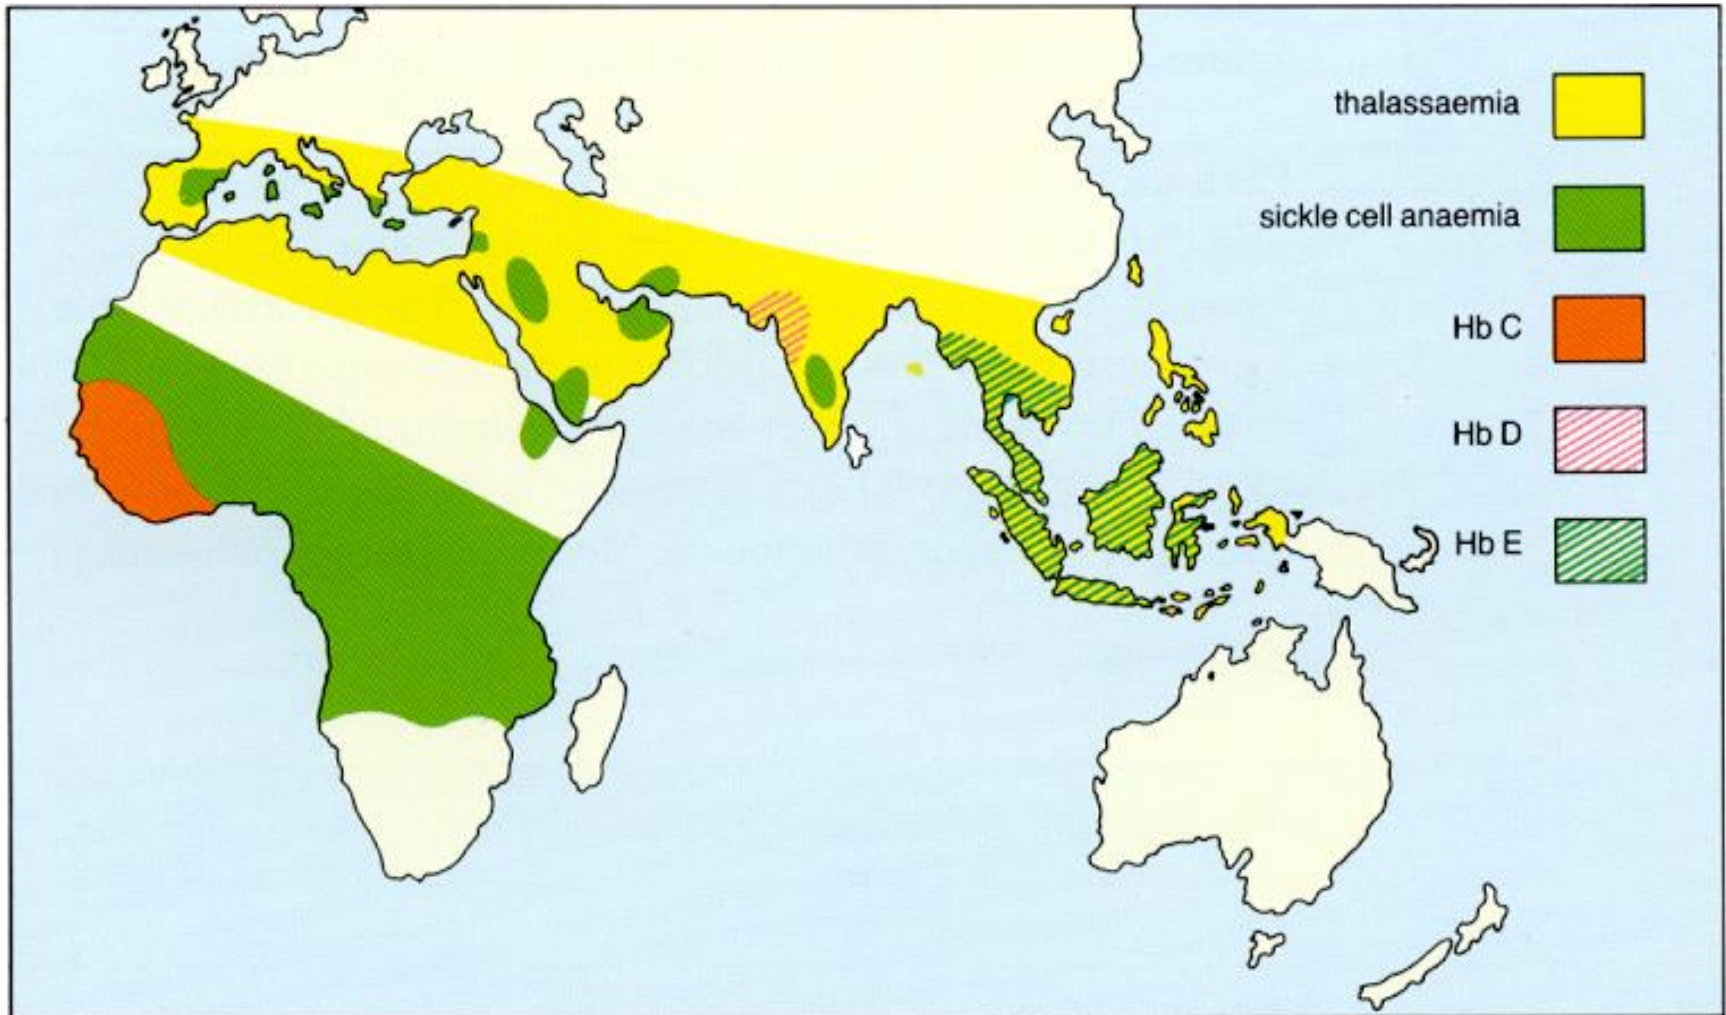 thalassaemia
sickle cell anaemia
Hb C
Hb D
Hb E